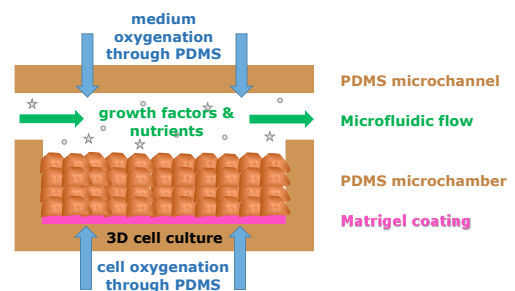 medium
oxygenation
through PDMS
PDMS microchannel
growth factors &
nutrients
Microfluidic flow
PDMS microchamber
Matrigel coating
3D cell culture
cell oxygenation
through PDMS